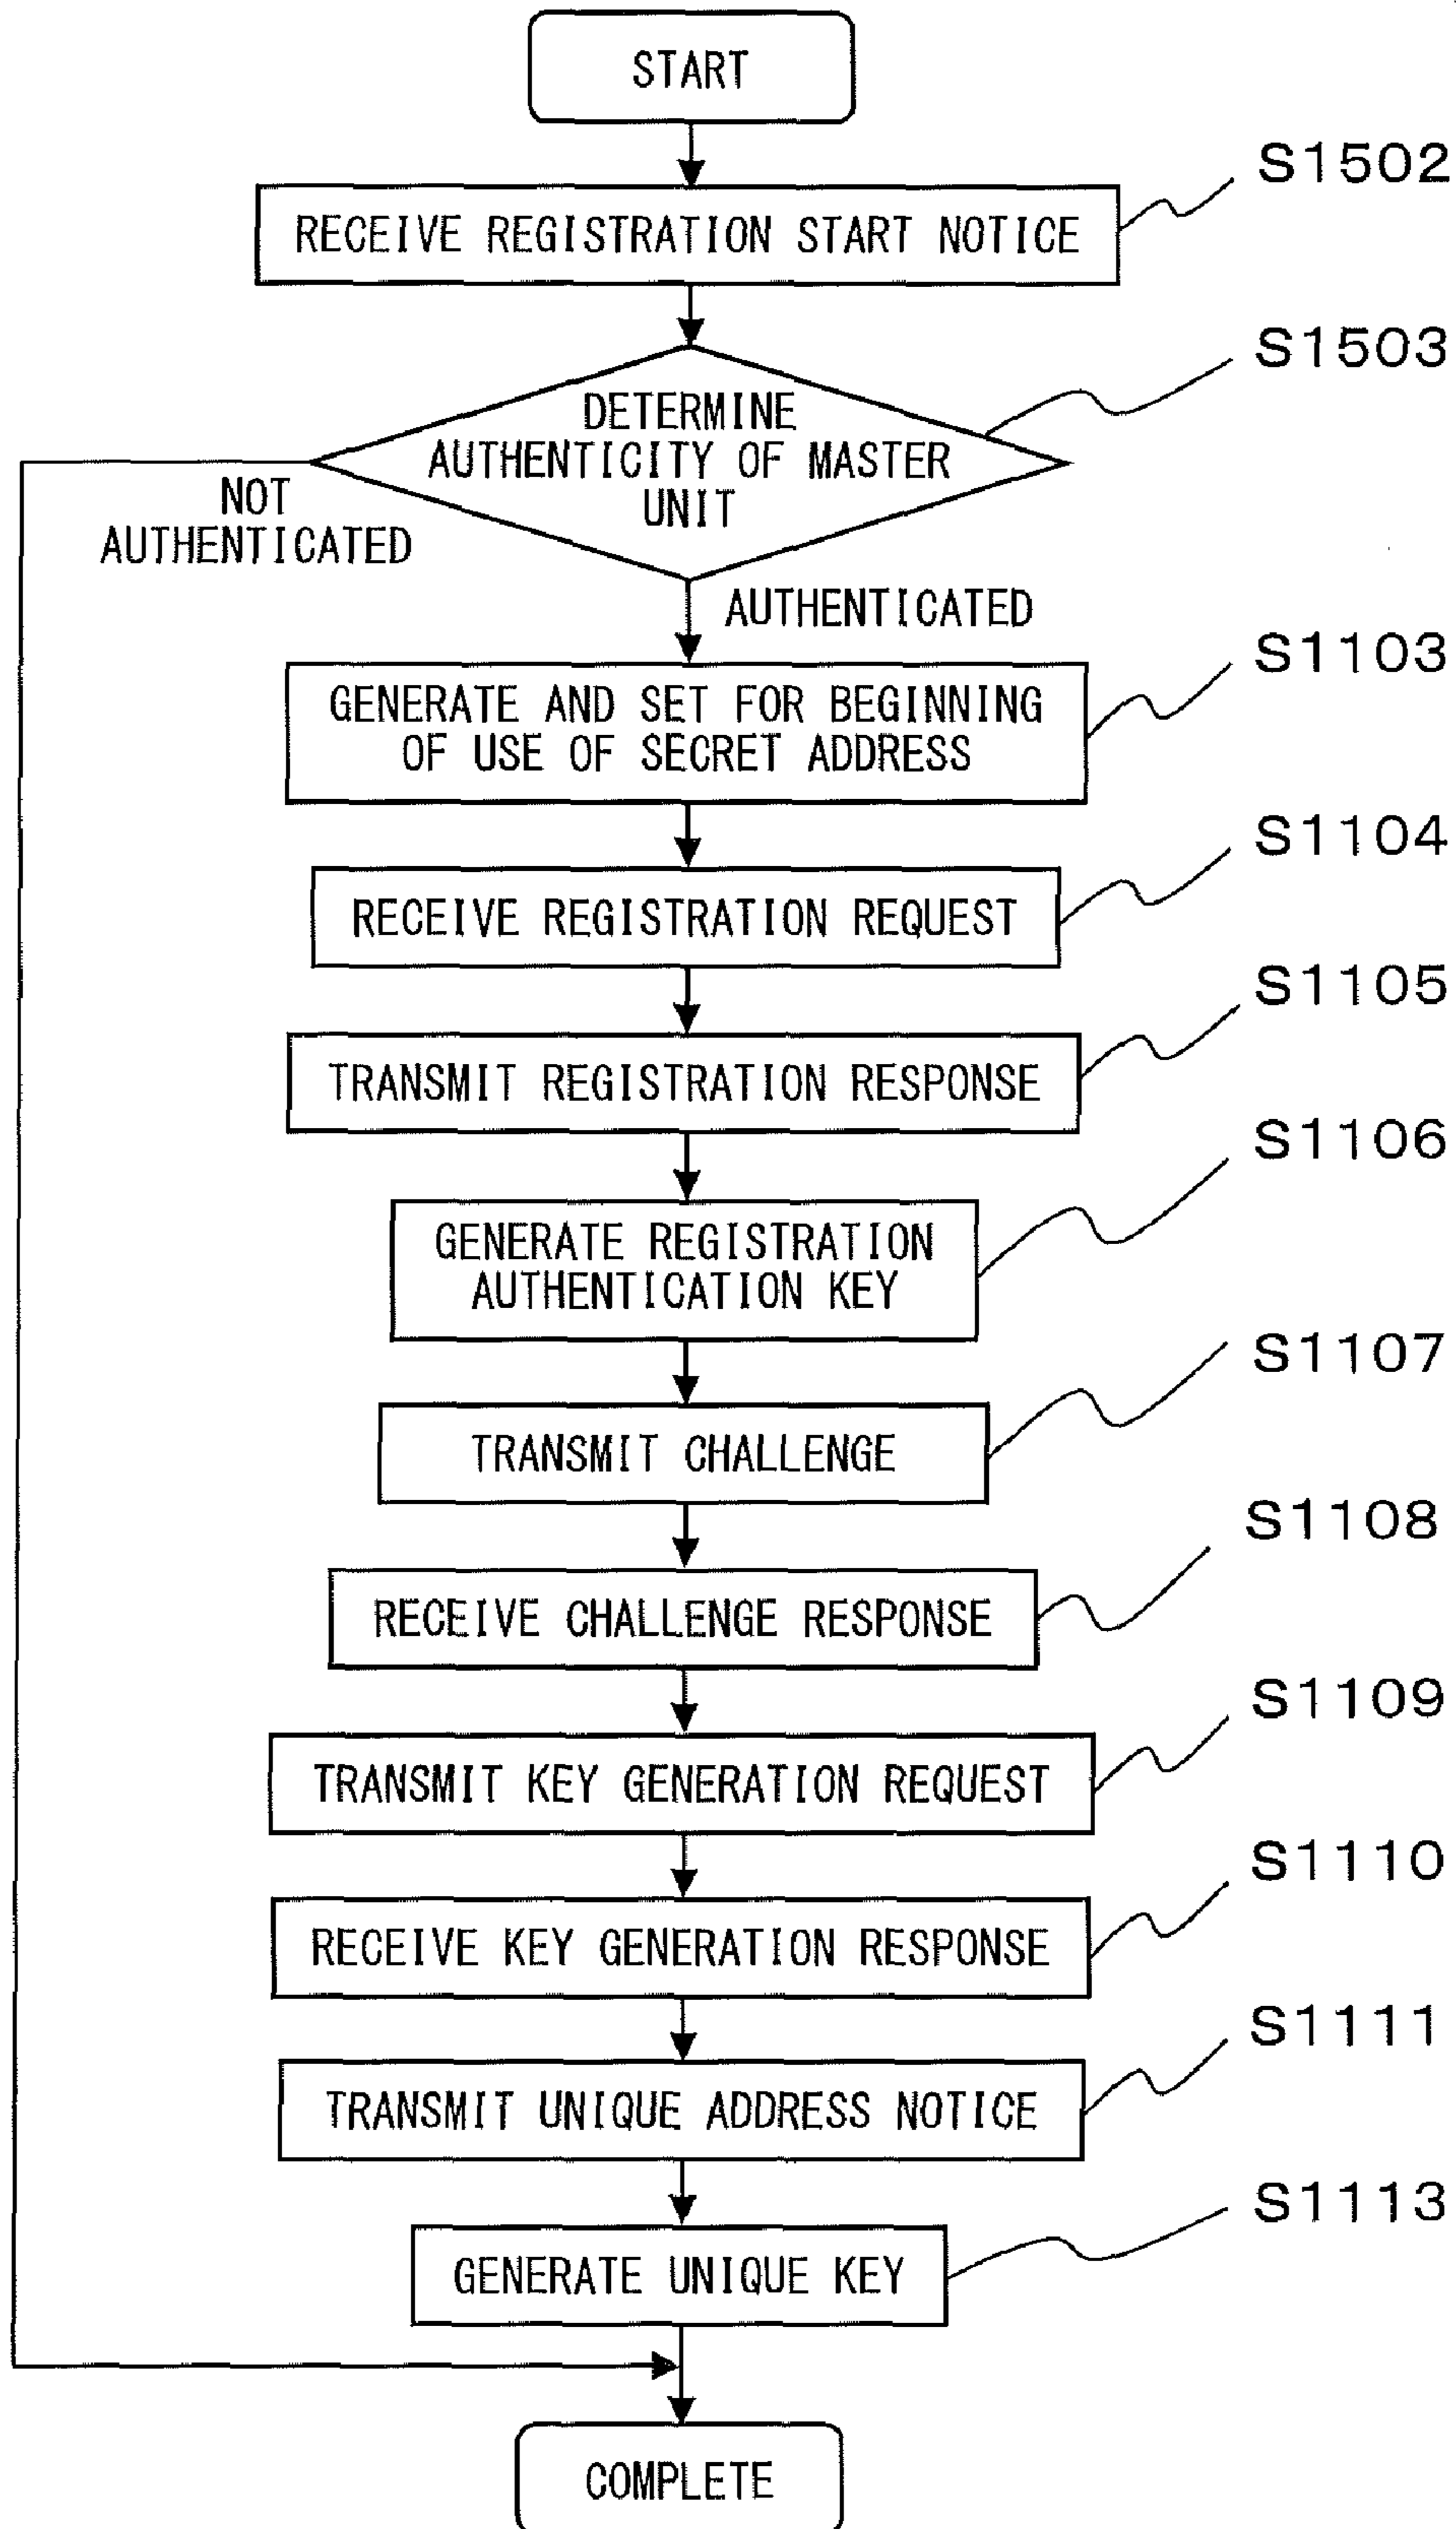 START
S1502
RECEIVE REGISTRATION START NOTICE
S1503
DETERMINE
AUTHENTICITY OF MASTER
UNIT
NOT
AUTHENTICATED
AUTHENTICATED
S1103
GENERATE AND SET FOR BEGINNING
OF USE OF SECRET ADDRESS
S1104
RECEIVE REGISTRATION REQUEST
S1105
TRANSMIT REGISTRATION RESPONSE
S1106
GENERATE REGISTRATION
AUTHENTICATION KEY
S1107
TRANSMIT CHALLENGE
S1108
RECEIVE CHALLENGE RESPONSE
S1109
TRANSMIT KEY GENERATION REQUEST
S1110
RECEIVE KEY GENERATION RESPONSE
S1111
TRANSMIT UNIQUE ADDRESS NOTICE
S1113
GENERATE UNIQUE KEY
COMPLETE